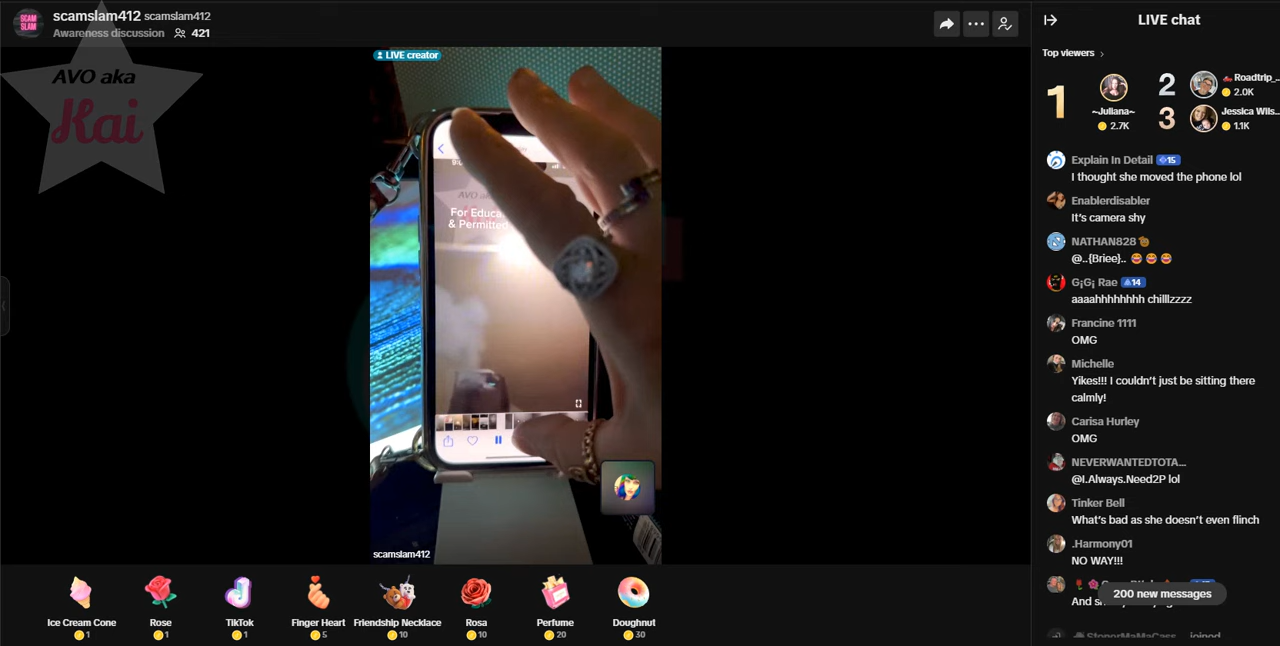 SCAM
SLAM
scamslam412 scamslam412
Awareness discussion 421
AVO aka
Kai
LIVE creator
AVO aka
For Educa
& Permitted
scamslam412
Ice Cream Cone
1
Rose
1
TikTok
1
Finger Heart
5
Friendship Necklace
10
Rosa
10
Perfume
20
Doughnut
30
LIVE chat
Top viewers
1
~Juliana~
2.7K
2
Roadtrip_...
2.0K
3
Jessica Wils...
1.1K
Explain In Detail 15
I thought she moved the phone lol
Enablerdisabler
It's camera shy
NATHAN828
@..{Briee}..
G¡G¡ Rae 14
aaaahhhhhhhh chilllzzzz
Francine 1111
OMG
Michelle
Yikes!!! I couldn't just be sitting there
calmly!
Carisa Hurley
OMG
NEVERWANTEDTOTA...
@I.Always.Need2P lol
Tinker Bell
What's bad as she doesn't even flinch
.Harmony01
NO WAY!!!
And
200 new messages
joined